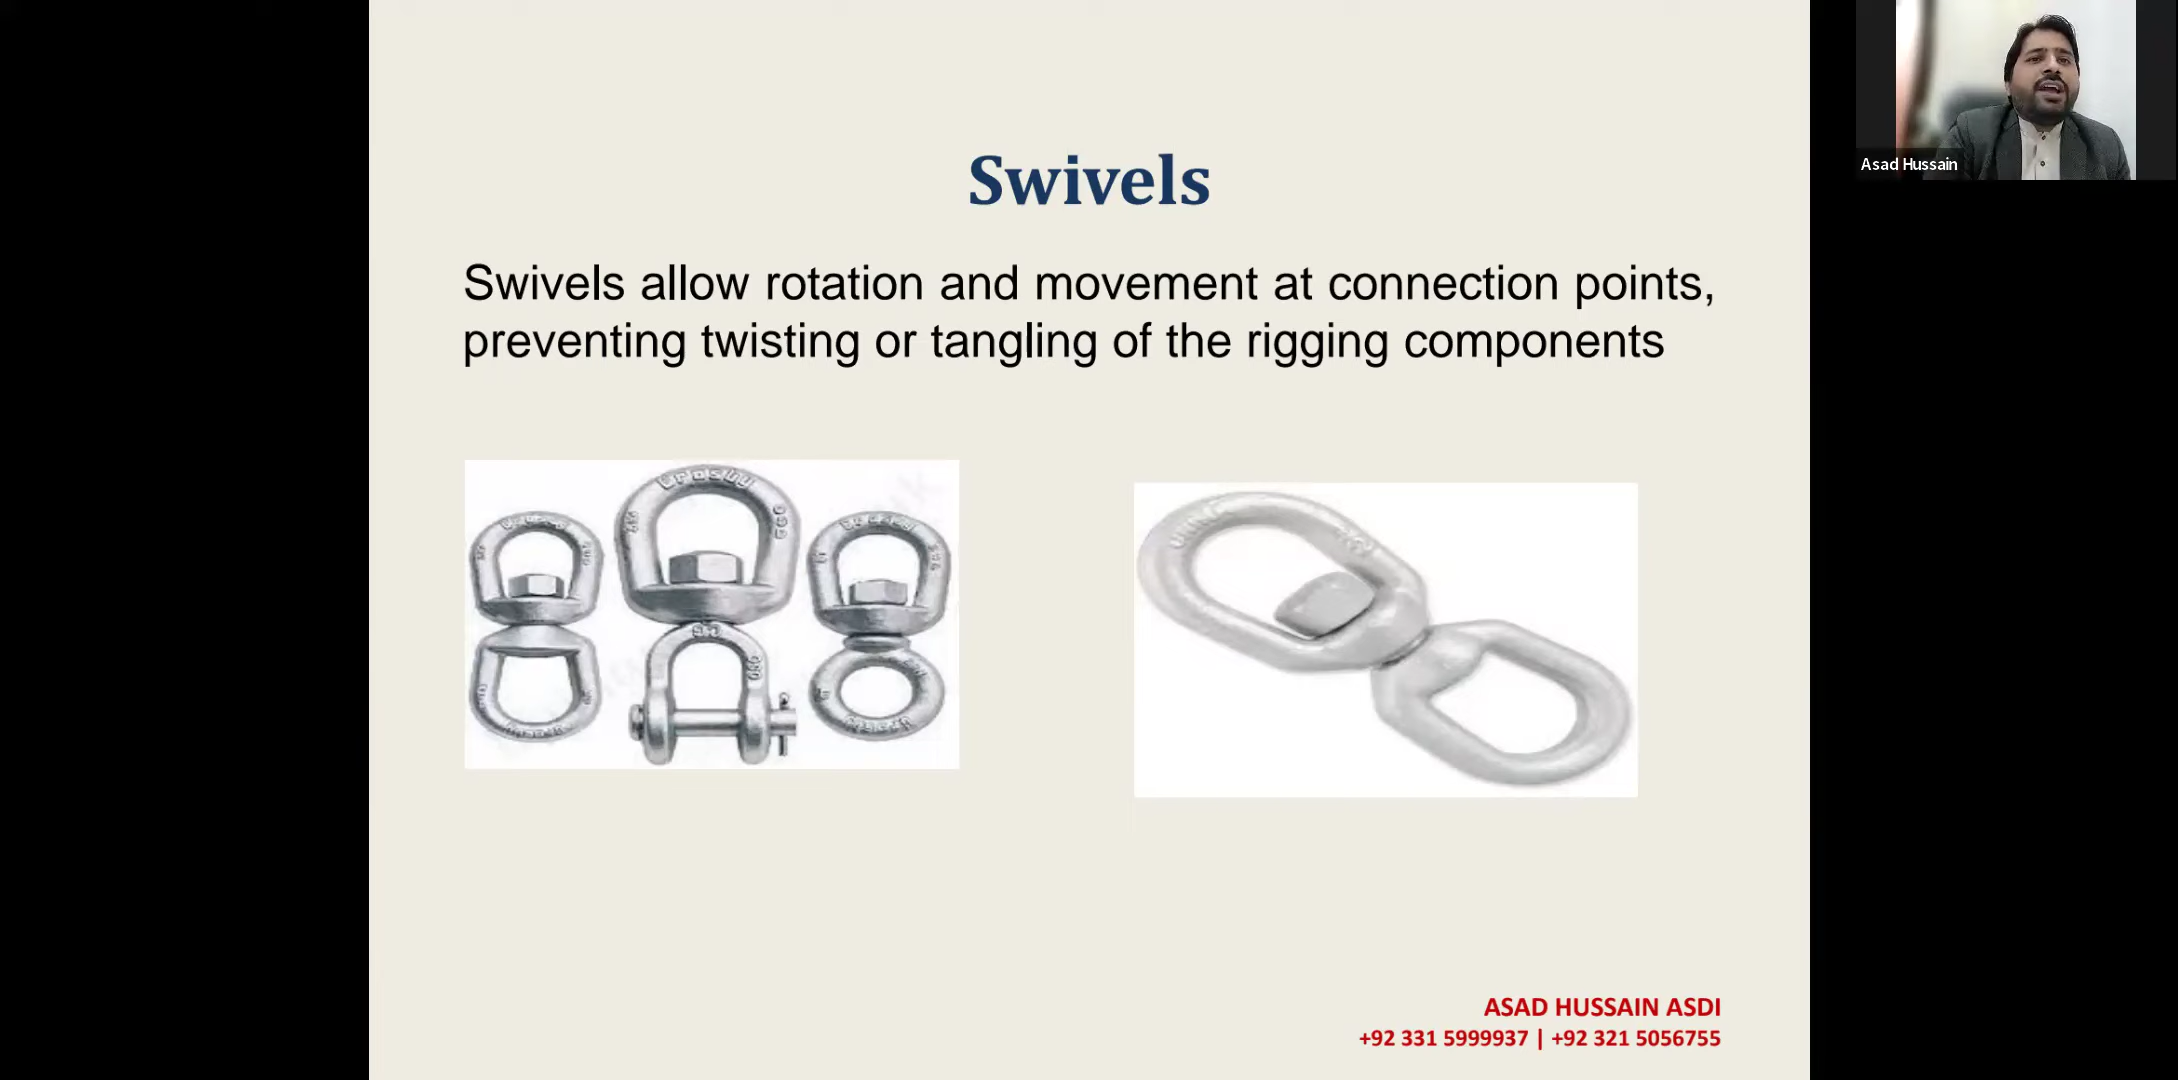 Asad Hussain
Swivels
Swivels allow rotation and movement at connection points,
preventing twisting or tangling of the rigging components
Crosby
ASAD HUSSAIN ASDI
+92 331 5999937 | +92 321 5056755